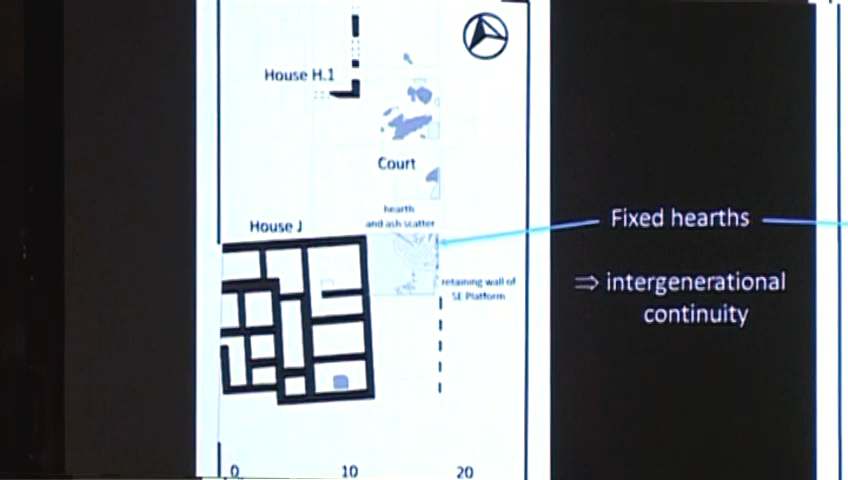 House H.1
Court
hearth
and ash scatter
House J
retaining wall of
SE Platform
Fixed hearths
⇒ intergenerational
continuity
0 10 20